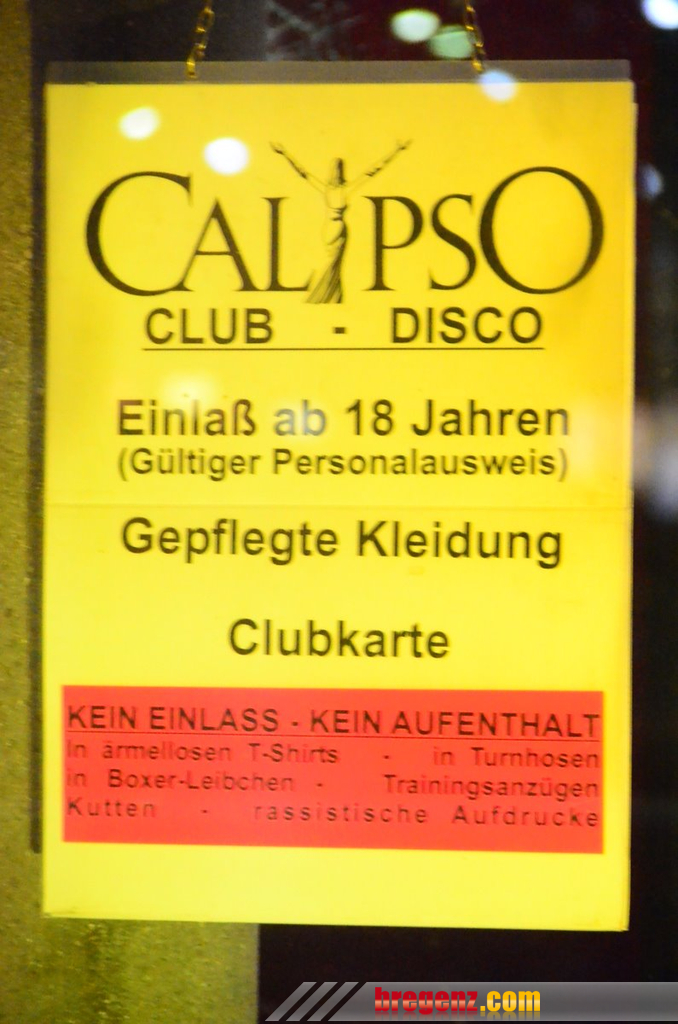 CALYPSO
CLUB - DISCO
Einlaß ab 18 Jahren
(Gültiger Personalausweis)
Gepflegte Kleidung
Clubkarte
KEIN EINLASS - KEIN AUFENTHALT
In ärmellosen T-Shirts - in Turnhosen
in Boxer-Leibchen - Trainingsanzügen
Kutten - rassistische Aufdrucke
bregenz.com